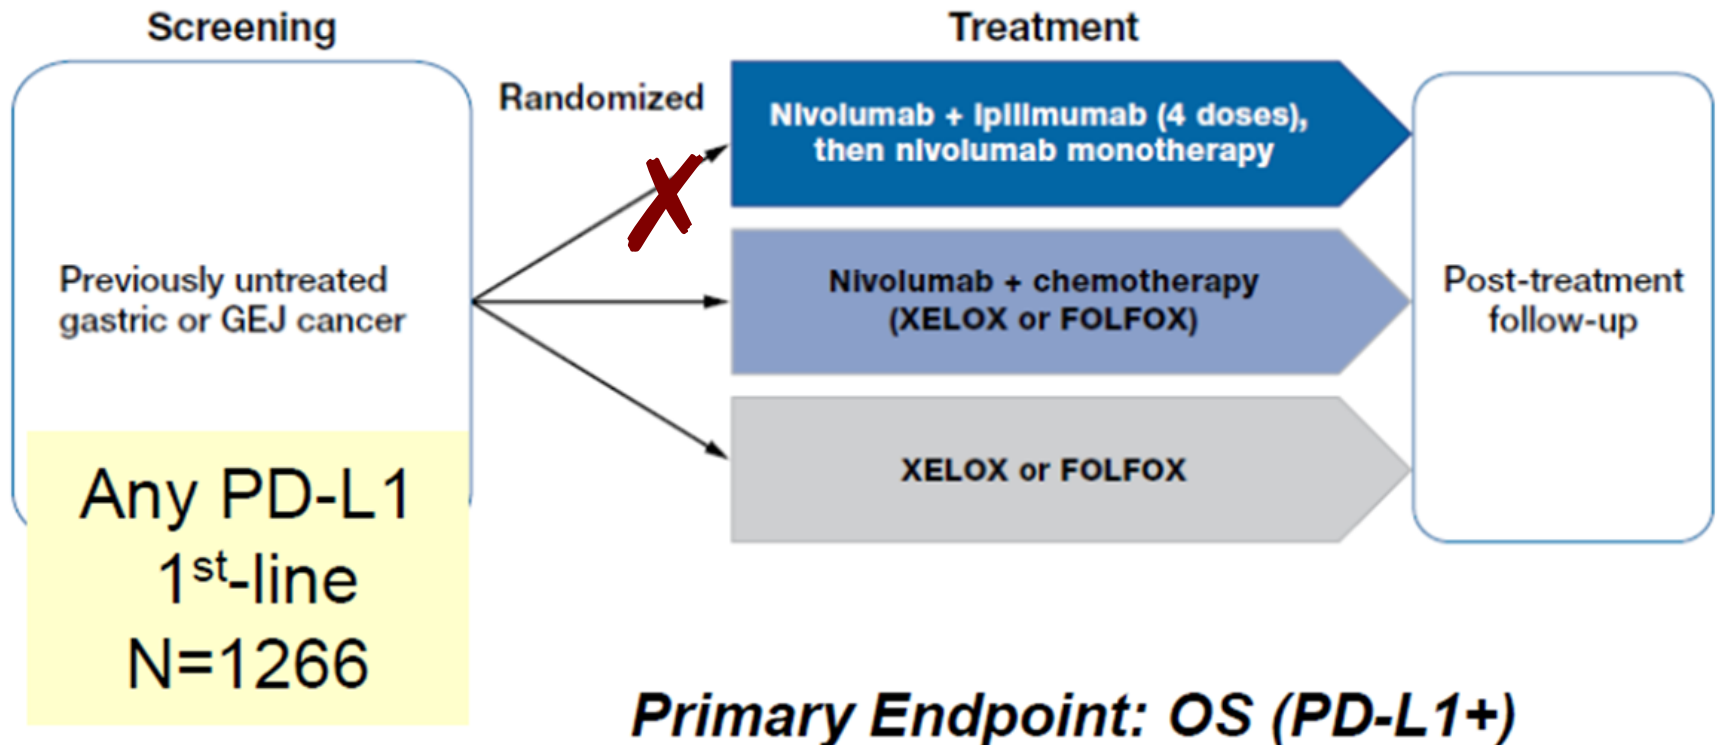 Screening
Treatment
Randomized
Nivolumab + Ipilimumab (4 doses),
then nivolumab monotherapy
Previously untreated
gastric or GEJ cancer
Nivolumab + chemotherapy
(XELOX or FOLFOX)
Post-treatment
follow-up
XELOX or FOLFOX
Any PD-L1
1st-line
N=1266
Primary Endpoint: OS (PD-L1+)